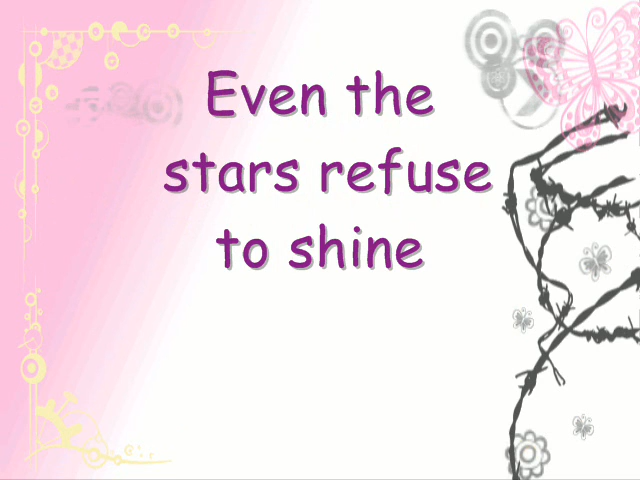 Even the
stars refuse
to shine